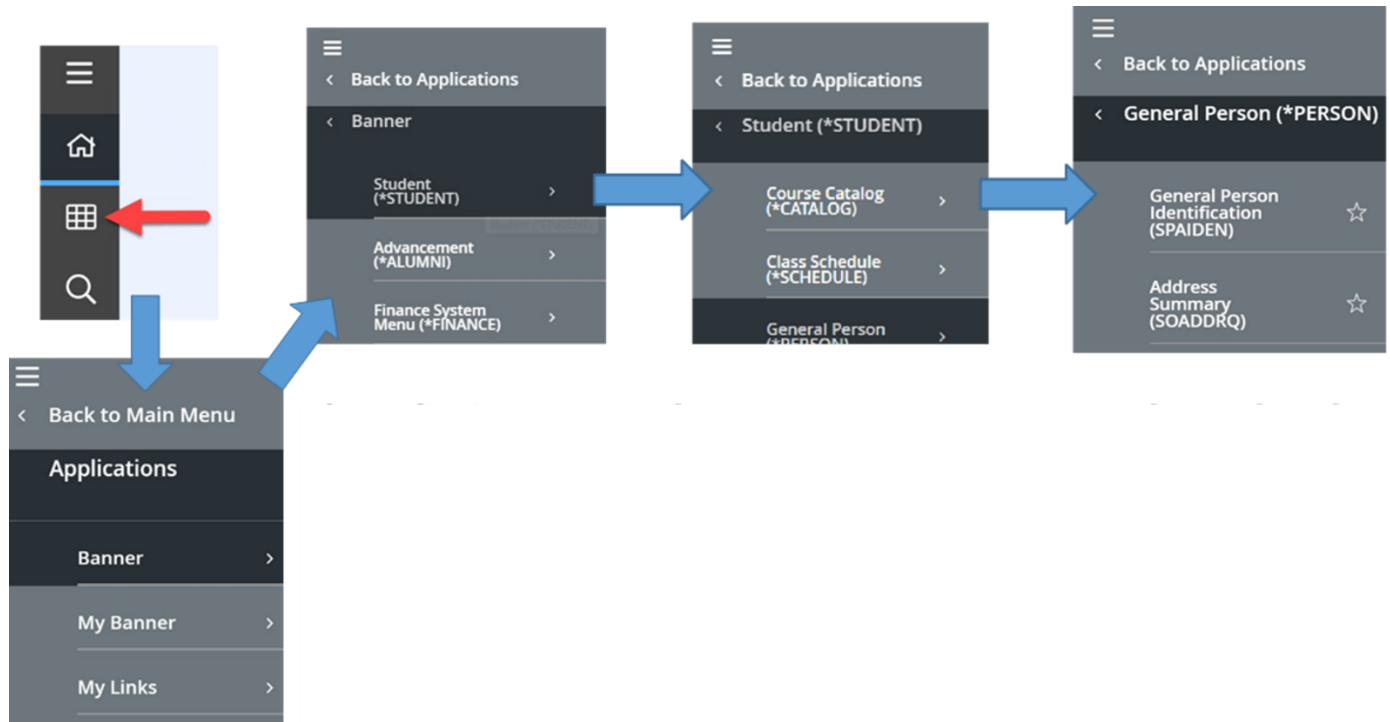 Back to Main Menu
Applications
Banner
My Banner
My Links
Back to Applications
Banner
Student
(*STUDENT)
Advancement
(*ALUMNI)
Finance System
Menu (*FINANCE)
Back to Applications
Student (*STUDENT)
Course Catalog
(*CATALOG)
Class Schedule
(*SCHEDULE)
General Person
(*PERSON)
Back to Applications
General Person (*PERSON)
General Person
Identification
(SPAIDEN)
Address
Summary
(SOADDRQ)